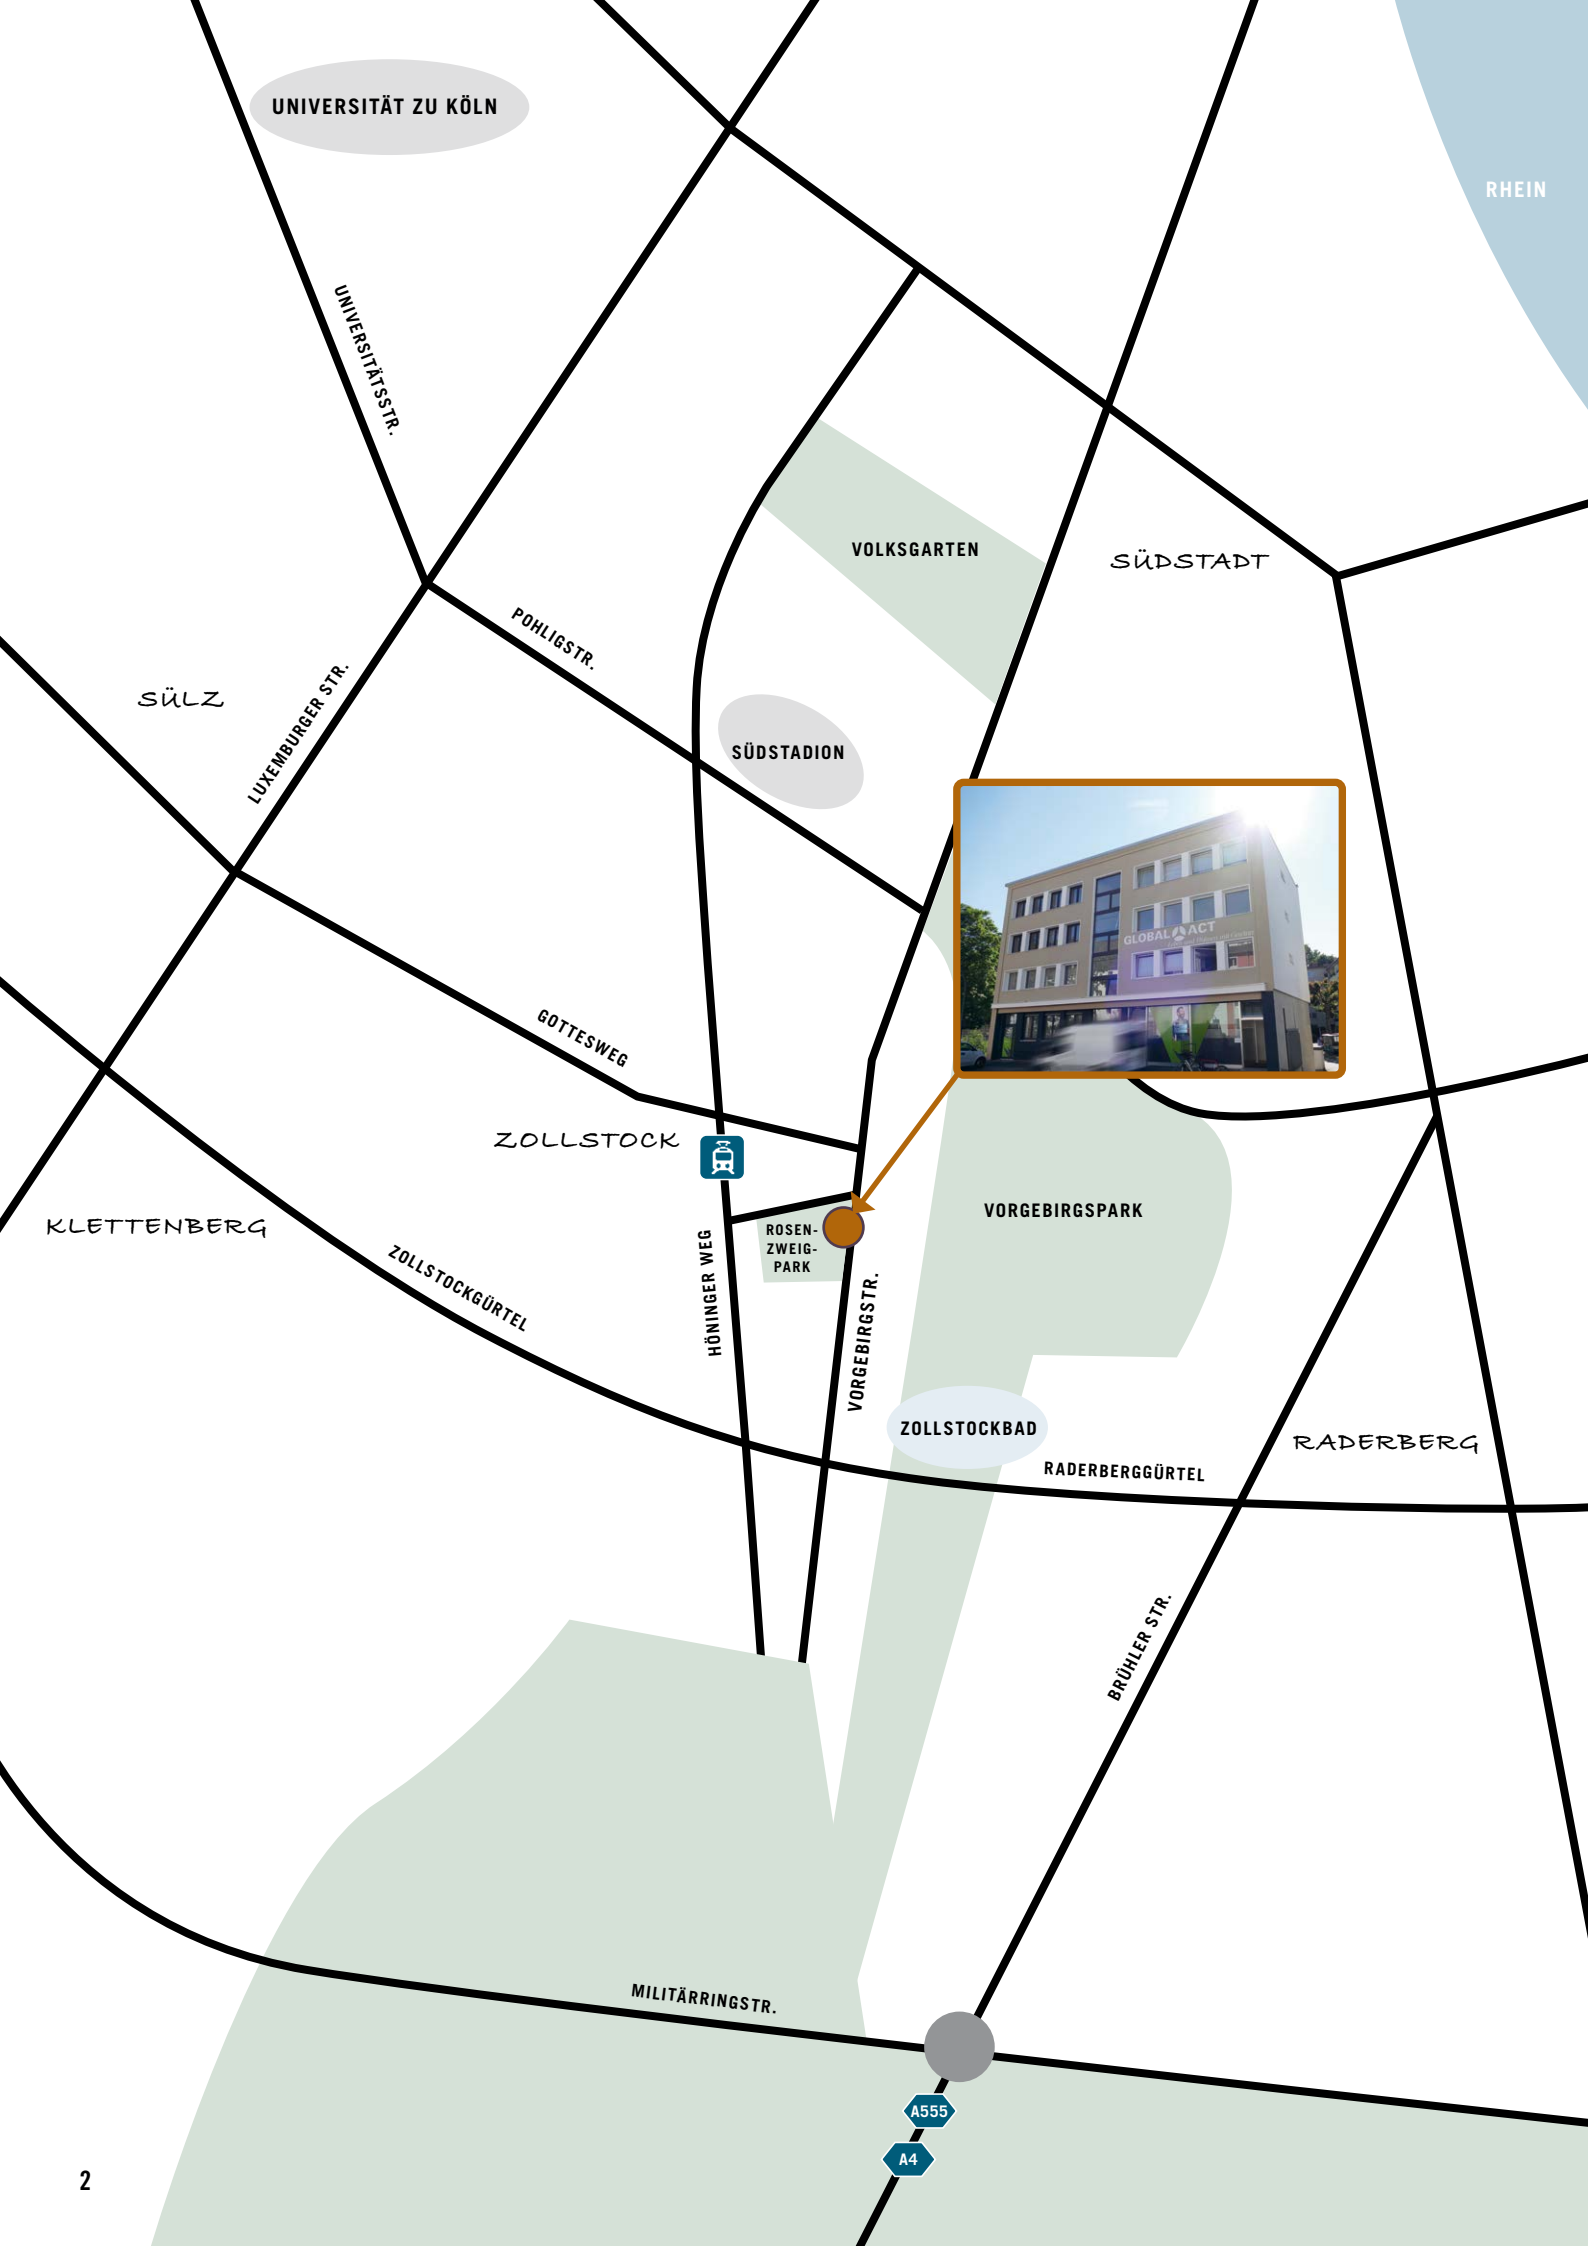 UNIVERSITÄT ZU KÖLN
RHEIN
UNIVERSITÄTSSTR.
VOLKSGARTEN
SÜDSTADT
POHLIGSTR.
SÜLZ
LUXEMBURGER STR.
SÜDSTADION
GLOBAL ACT
GOTTESWEG
ZOLLSTOCK
KLETTENBERG
VORGEBIRGSPARK
ROSEN-
ZWEIG-
PARK
ZOLLSTOCKGÜRTEL
HÖNINGER WEG
VORGEBIRGSTR.
ZOLLSTOCKBAD
RADERBERG
RADERBERGGÜRTEL
BRÜHLER STR.
MILITÄRRINGSTR.
A555
A4
2